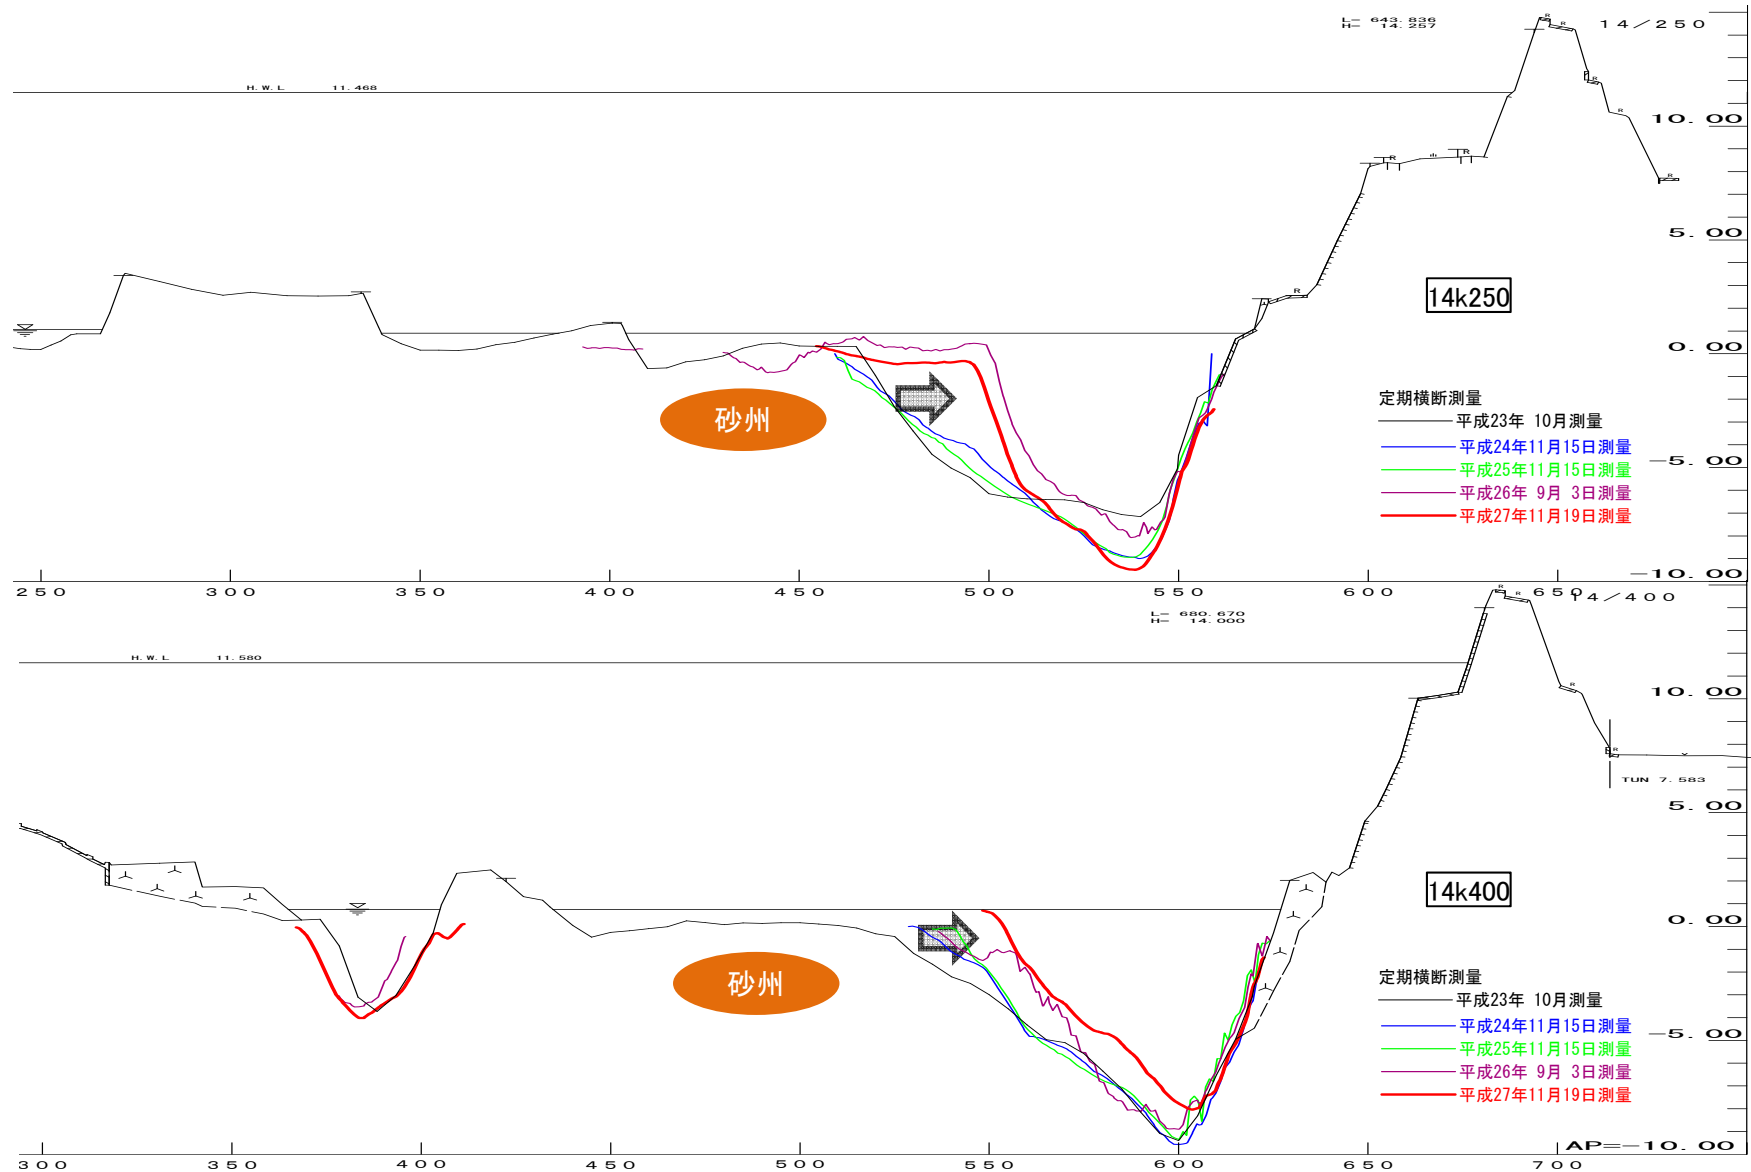 L= 643.836
H= 14.257
14/250
H.W.L 11.468
10.00
5.00
0.00
-5.00
-10.00
R
R
R
R
R
R
R
R
R
14k250
砂州
定期横断測量
平成23年 10月測量
平成24年11月15日測量
平成25年11月15日測量
平成26年 9月 3日測量
平成27年11月19日測量
250 300 350 400 450 500 550 600 650
14/400
L= 680.670
H= 14.000
H.W.L 11.580
R
R
R
R
10.00
TUN 7.583
5.00
0.00
-5.00
AP=-10.00
14k400
砂州
定期横断測量
平成23年 10月測量
平成24年11月15日測量
平成25年11月15日測量
平成26年 9月 3日測量
平成27年11月19日測量
300 350 400 450 500 550 600 650 700